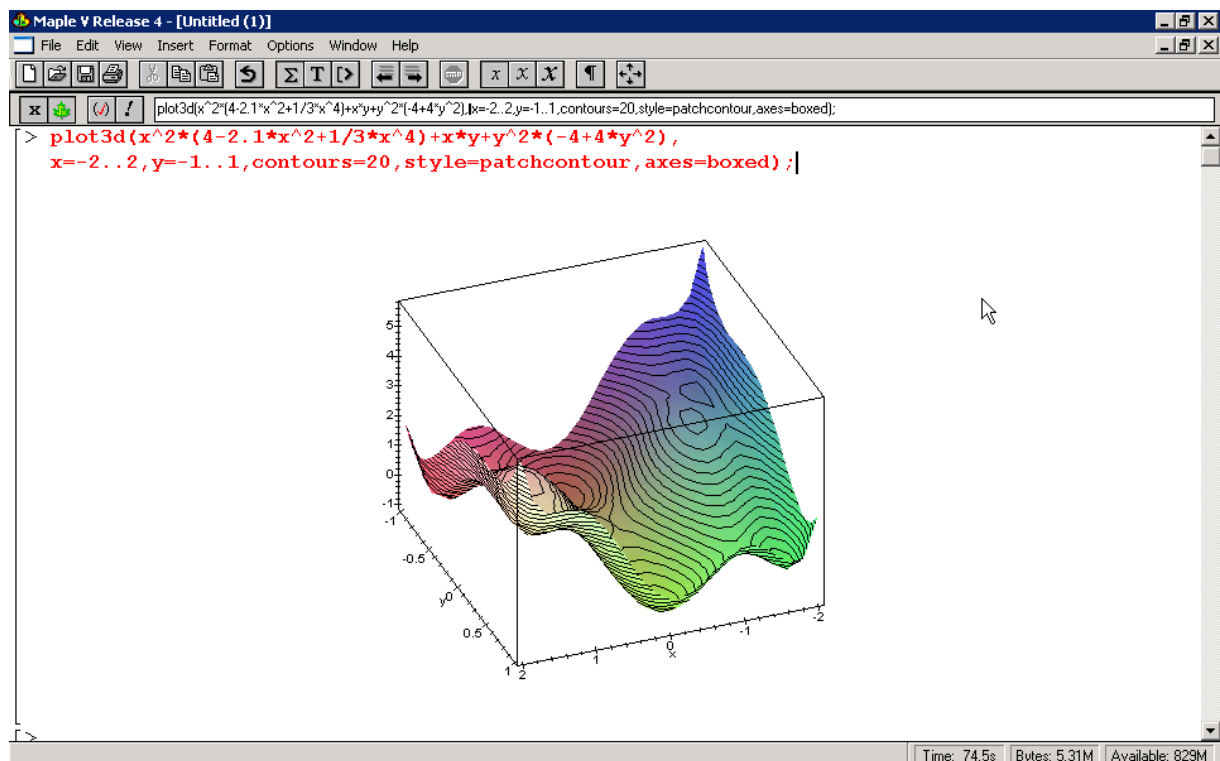 Maple V Release 4 - [Untitled (1)]
File Edit View Insert Format Options Window Help
Σ T [> STOP x x x ¶
x (√) ! plot3d(x^2*(4-2.1*x^2+1/3*x^4)+x*y+y^2*(-4+4*y^2),x=-2..2,y=-1..1,contours=20,style=patchcontour,axes=boxed);
> plot3d(x^2*(4-2.1*x^2+1/3*x^4)+x*y+y^2*(-4+4*y^2),
x=-2..2,y=-1..1,contours=20,style=patchcontour,axes=boxed);
5
4
3
2
1
0
-1
-1
-0.5
y0
0.5
1
2
1
0
x
-1
-2
>
Time: 74.5s Bytes: 5.31M Available: 829M